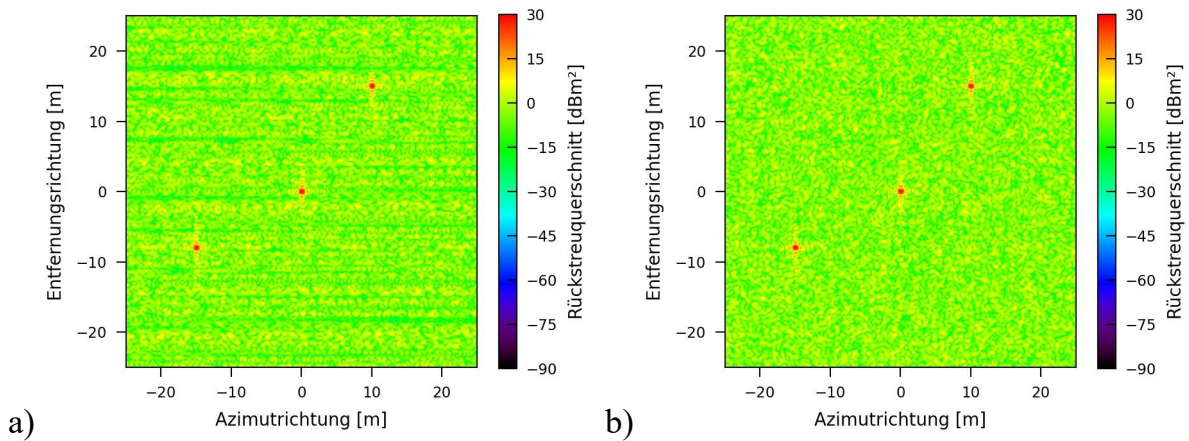 20
10
0
−10
−20
Entfernungsrichtung [m]
−20 −10 0 10 20
Azimutrichtung [m]
30
15
0
−15
−30
−45
−60
−75
−90
Rückstreuquerschnitt [dBm²]
a)
20
10
0
−10
−20
Entfernungsrichtung [m]
−20 −10 0 10 20
Azimutrichtung [m]
30
15
0
−15
−30
−45
−60
−75
−90
Rückstreuquerschnitt [dBm²]
b)